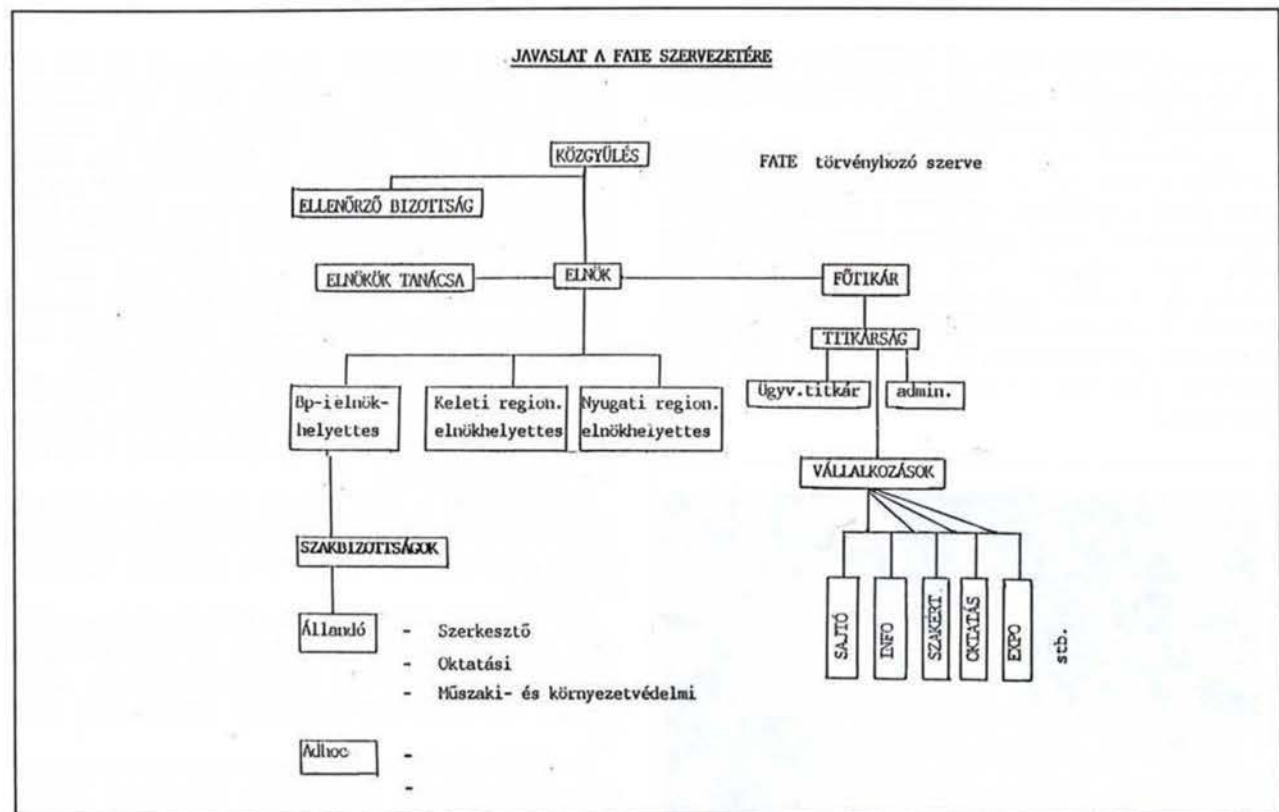 JAVASLAT A FATE SZERVEZETÉRE
KÖZGYŰLÉS
FATE törvényhozó szerve
ELLENŐRZŐ BIZOTTSÁG
ELNÖKÖK TANÁCSA
ELNÖK
FŐTIKÁR
TITKÁRSÁG
Ügyv.titkár
admin.
Bp-i elnök-
helyettes
Keleti region.
elnökhelyettes
Nyugati region.
elnökhelyettes
VÁLLALKOZÁSOK
SZAKBIZOTTSÁGOK
SAJTÓ
INFO
SZAKÉRT.
OKTATÁS
EXPO
stb.
Állandó
- Szerkesztő
- Oktatási
- Műszaki- és környezetvédelmi
Adhoc
-
-